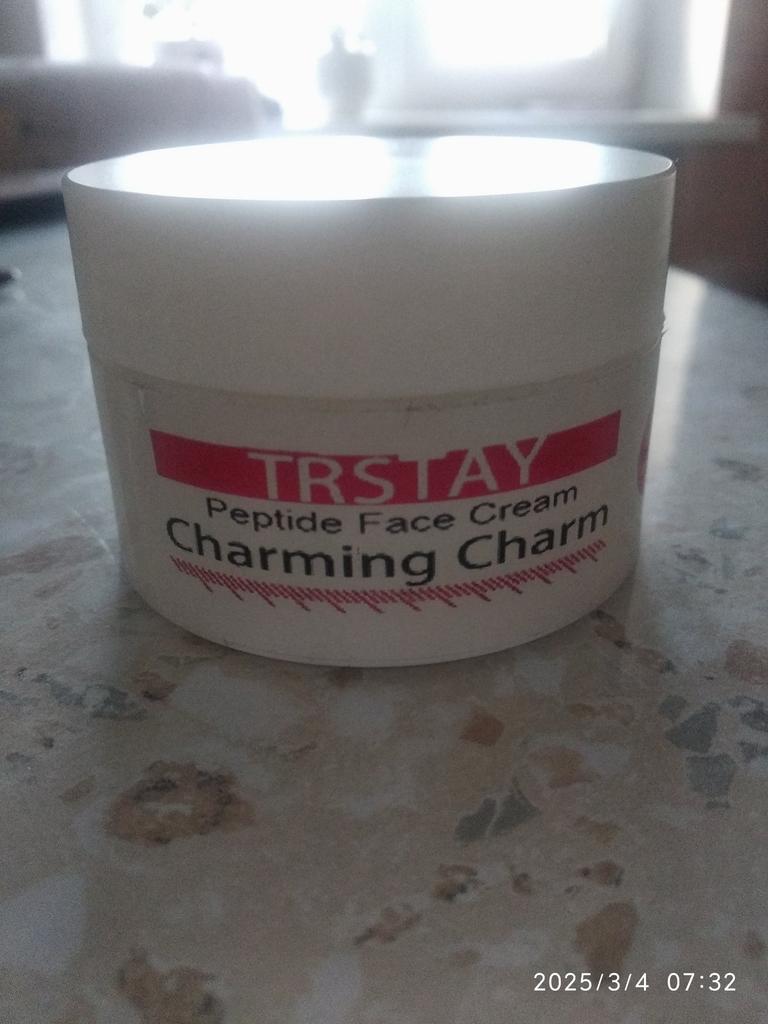 TRSTAY
Peptide Face Cream
Charming Charm
2025/3/4 07:32